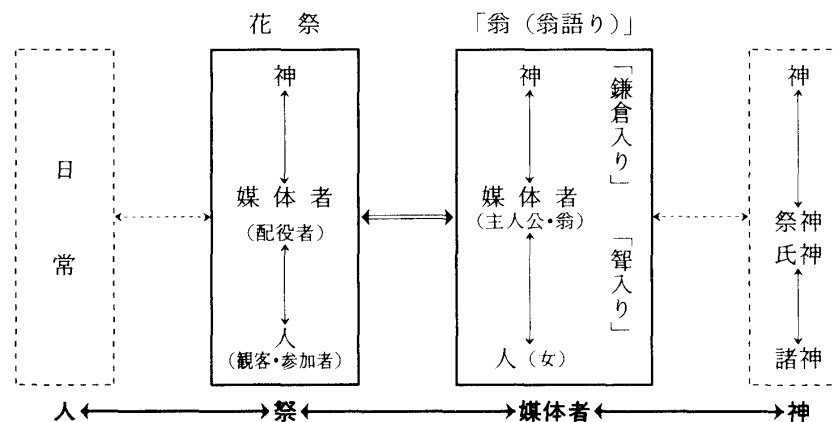 花 祭
「翁（翁語り）」
日常
神
媒 体 者
（配役者）
人
（観客・参加者）
神
媒 体 者
（主人公・翁）
人（女）
「鎌倉入り」
「聟入り」
神
祭神
氏神
諸神
人
祭
媒体者
神